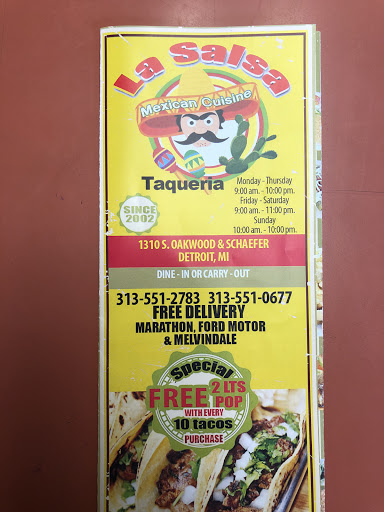 La Salsa
Mexican Cuisine
Taqueria
Monday - Thursday
9:00 am. - 10:00 pm.
Friday - Saturday
9:00 am. - 11:00 pm.
Sunday
10:00 am. - 10:00 pm.
SINCE
2002
1310 S. OAKWOOD & SCHAEFER
DETROIT, MI
DINE - IN OR CARRY - OUT
313-551-2783 313-551-0677
FREE DELIVERY
MARATHON, FORD MOTOR
& MELVINDALE
Special
FREE 2 LTS
POP
WITH EVERY
10 tacos
PURCHASE